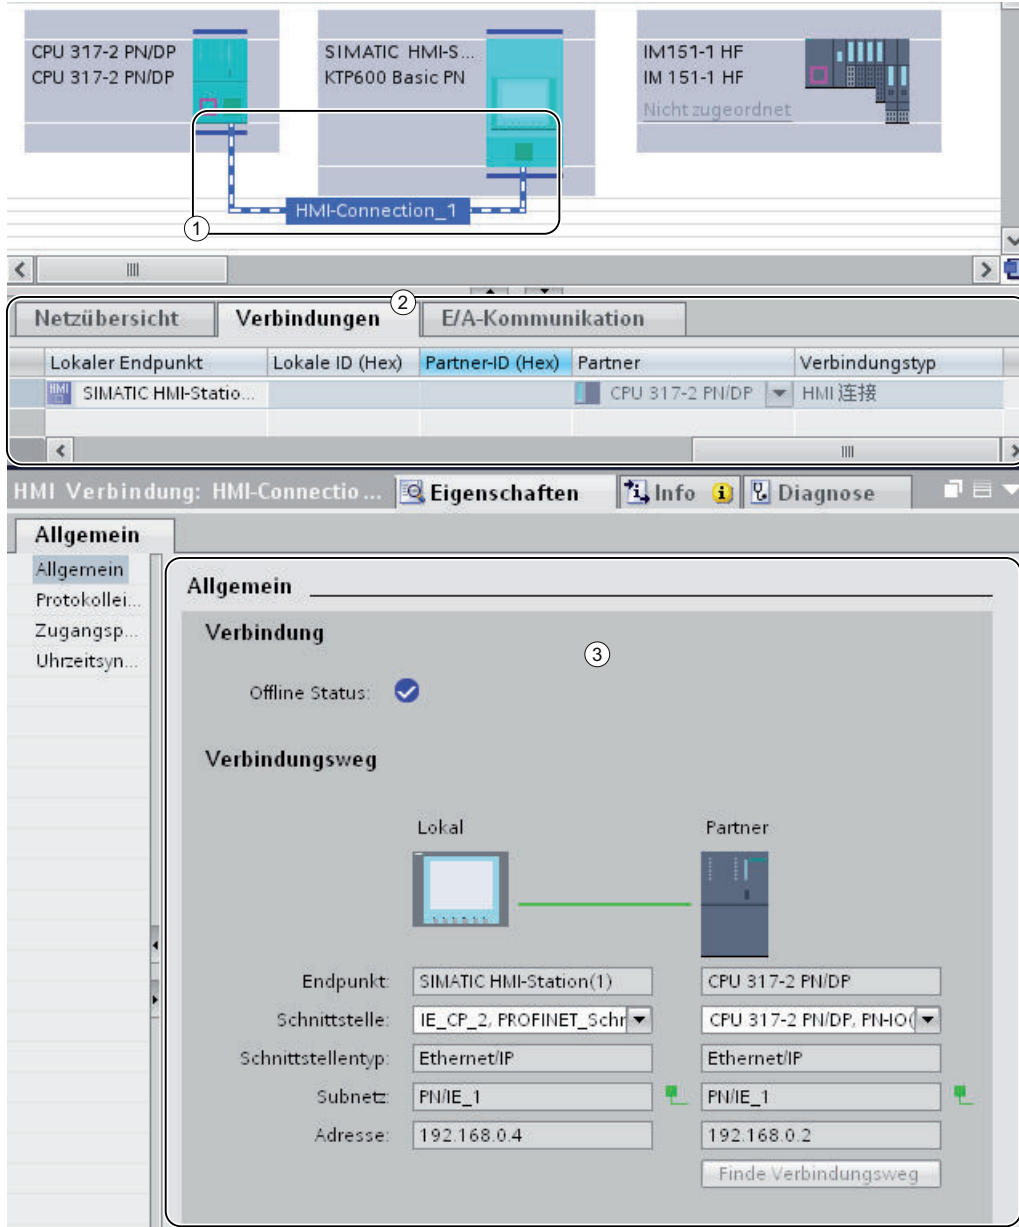 CPU 317-2 PN/DP
CPU 317-2 PN/DP
SIMATIC HMI-S...
KTP600 Basic PN
IM151-1 HF
IM 151-1 HF
Nicht zugeordnet
HMI-Connection_1
1
2
Netzübersicht Verbindungen E/A-Kommunikation
Lokaler Endpunkt Lokale ID (Hex) Partner-ID (Hex) Partner Verbindungstyp
HMI SIMATIC HMI-Statio... CPU 317-2 PN/DP HMI 连接
HMI Verbindung: HMI-Connectio... Eigenschaften Info Diagnose
Allgemein
Allgemein
Protokollei...
Zugangsp...
Uhrzeitsyn...
Allgemein
Verbindung
3
Offline Status:
Verbindungsweg
Lokal Partner
Endpunkt: SIMATIC HMI-Station(1) CPU 317-2 PN/DP
Schnittstelle: IE_CP_2, PROFINET_Schr CPU 317-2 PN/DP, PN-IO(
Schnittstellentyp: Ethernet/IP Ethernet/IP
Subnetz: PN/IE_1 PN/IE_1
Adresse: 192.168.0.4 192.168.0.2
Finde Verbindungsweg